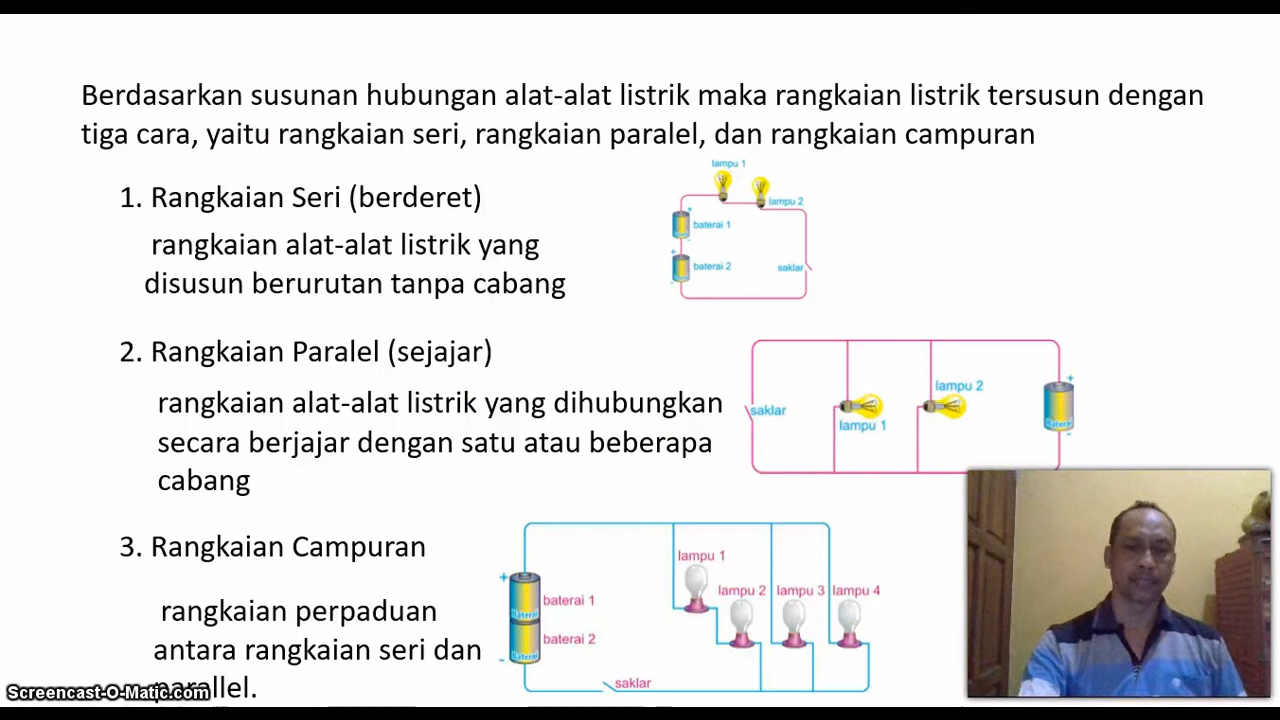 Berdasarkan susunan hubungan alat-alat listrik maka rangkaian listrik tersusun dengan
tiga cara, yaitu rangkaian seri, rangkaian paralel, dan rangkaian campuran
1. Rangkaian Seri (berderet)
rangkaian alat-alat listrik yang
disusun berurutan tanpa cabang
lampu 1
lampu 2
+
baterai 1
-
+
baterai 2
-
saklar
2. Rangkaian Paralel (sejajar)
rangkaian alat-alat listrik yang dihubungkan
secara berjajar dengan satu atau beberapa
cabang
saklar
lampu 1
lampu 2
+
Baterai
-
3. Rangkaian Campuran
rangkaian perpaduan
antara rangkaian seri dan
parallel.
+
Baterai
baterai 1
Baterai
baterai 2
-
saklar
lampu 1
lampu 2
lampu 3
lampu 4
Screencast-O-Matic.com